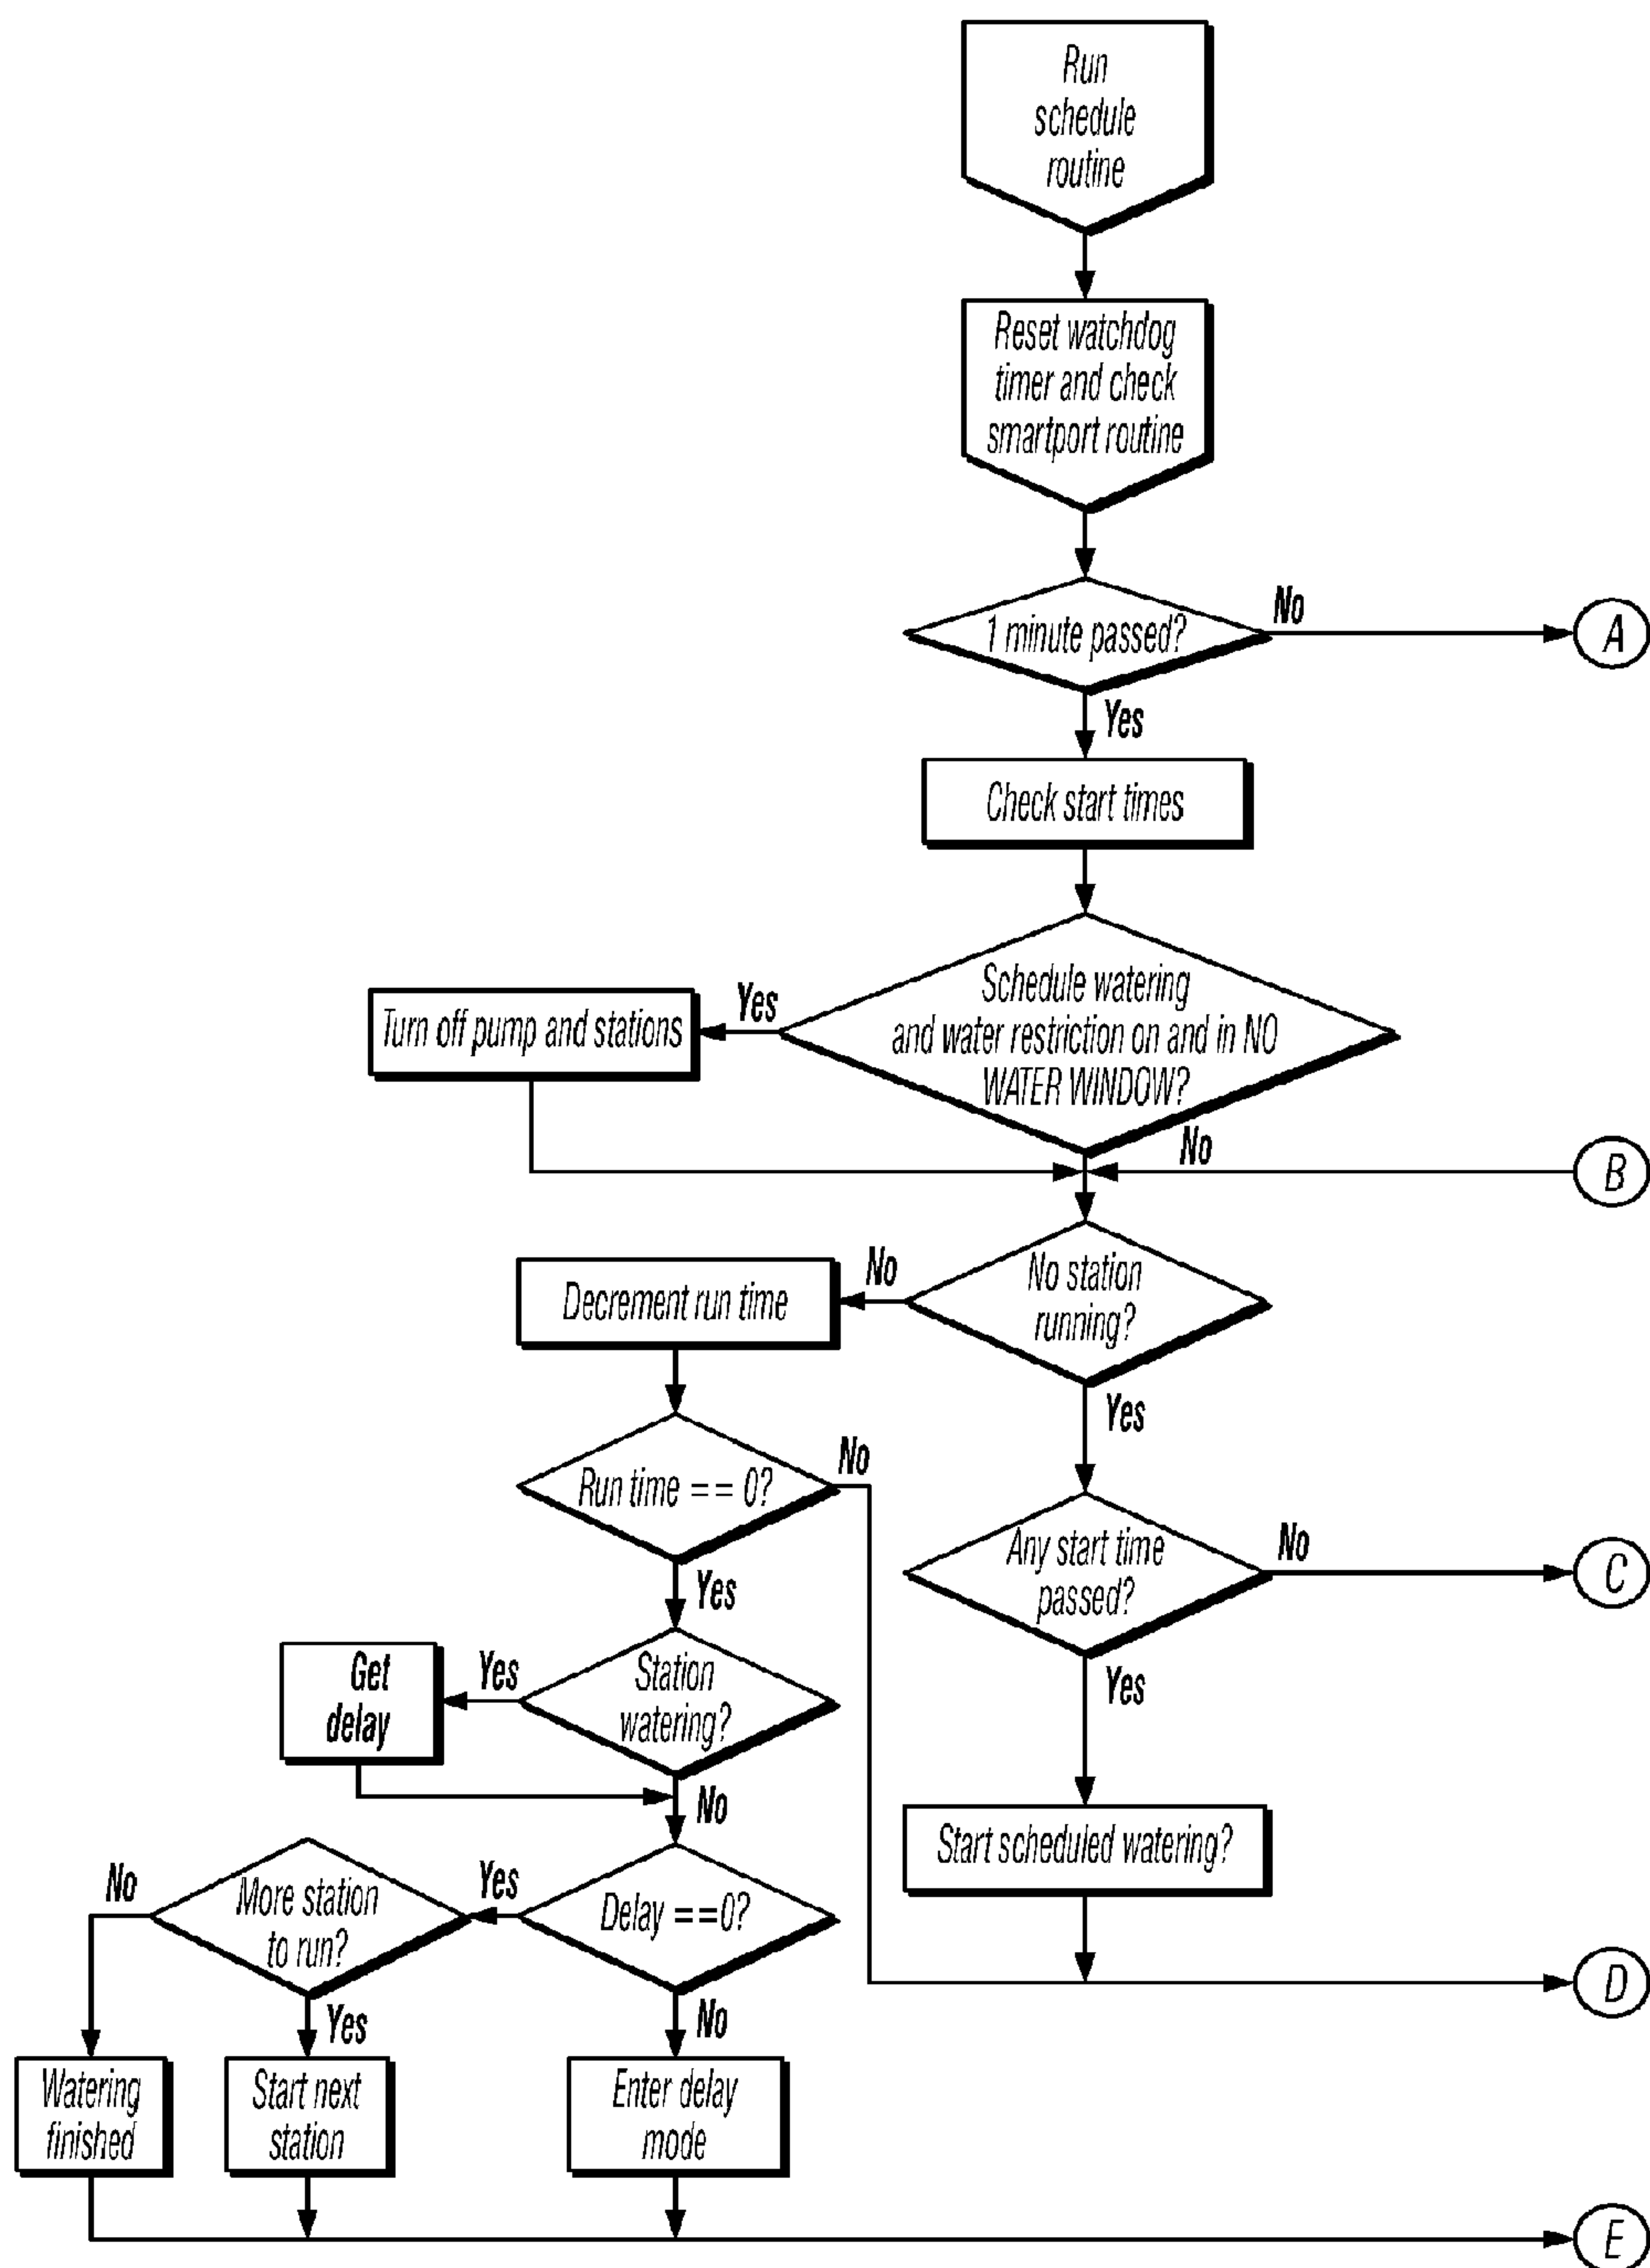 Run
schedule
routine
Reset watchdog
timer and check
smartport routine
1 minute passed?
No
A
Yes
Check start times
Schedule watering
and water restriction on and in NO
WATER WINDOW?
Yes
Turn off pump and stations
No
B
No station
running?
No
Decrement run time
Yes
Run time == 0?
No
Any start time
passed?
No
C
Yes
Station
watering?
Yes
Get
delay
Yes
No
Start scheduled watering?
Delay ==0?
Yes
More station
to run?
No
D
Yes
No
Watering
finished
Start next
station
Enter delay
mode
E